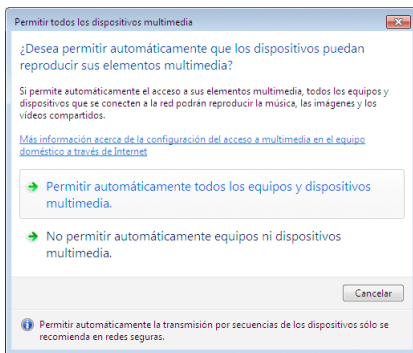 Permitir todos los dispositivos multimedia
¿Desea permitir automáticamente que los dispositivos puedan
reproducir sus elementos multimedia?
Si permite automáticamente el acceso a sus elementos multimedia, todos los equipos y
dispositivos que se conecten a la red podrán reproducir la música, las imágenes y los
vídeos compartidos.
Más información acerca de la configuración del acceso a multimedia en el equipo
doméstico a través de Internet
Permitir automáticamente todos los equipos y dispositivos
multimedia.
No permitir automáticamente equipos ni dispositivos
multimedia.
Cancelar
Permitir automáticamente la transmisión por secuencias de los dispositivos sólo se
recomienda en redes seguras.